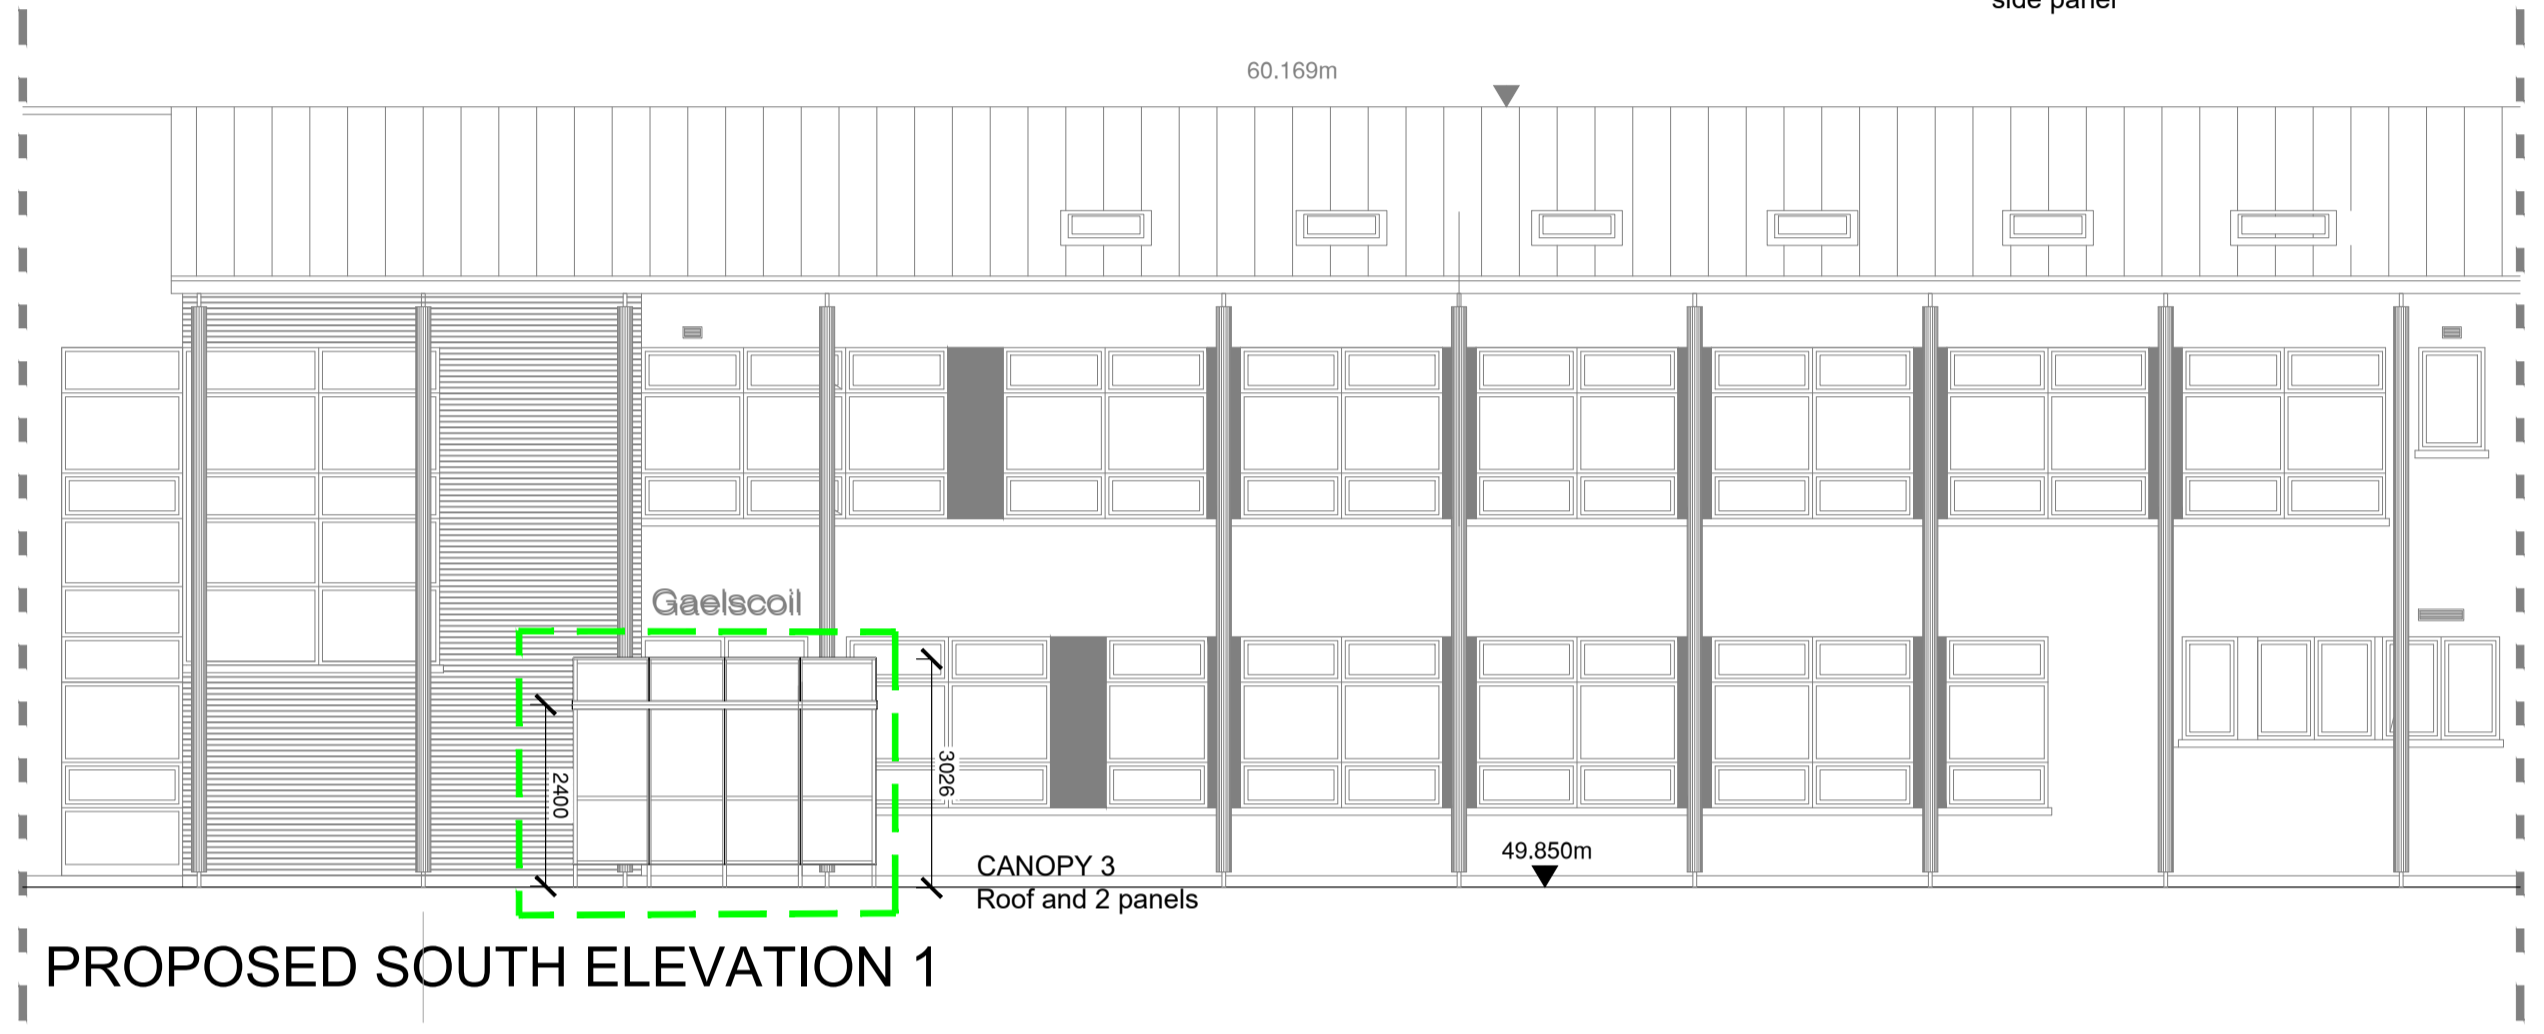 side panel
60.169m
Gaelscoil
2400
3026
49.850m
CANOPY 3
Roof and 2 panels
PROPOSED SOUTH ELEVATION 1